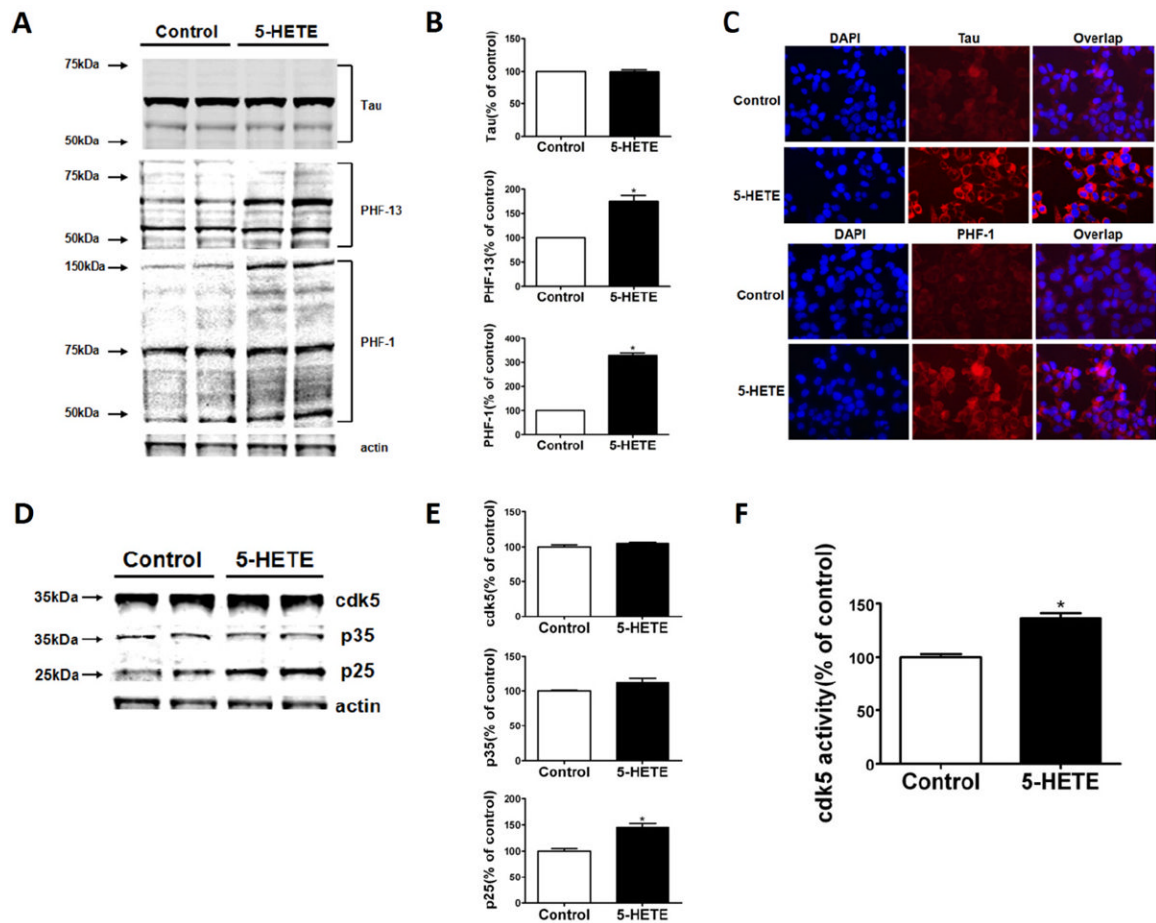 A
Control 5-HETE
75kDa
Tau
50kDa
75kDa
PHF-13
50kDa
150kDa
PHF-1
75kDa
50kDa
actin
B
Tau(% of control)
150
100
50
0
Control 5-HETE
PHF-13(% of control)
200
150
100
50
0
*
Control 5-HETE
PHF-1(% of control)
400
300
200
100
0
*
Control 5-HETE
C
DAPI Tau Overlap
Control
5-HETE
DAPI PHF-1 Overlap
Control
5-HETE
D
Control 5-HETE
35kDa cdk5
35kDa p35
25kDa p25
actin
E
cdk5(% of control)
150
100
50
0
Control 5-HETE
p35(% of control)
150
100
50
0
Control 5-HETE
p25(% of control)
200
150
100
50
0
*
Control 5-HETE
F
cdk5 activity(% of control)
150
100
50
0
*
Control 5-HETE